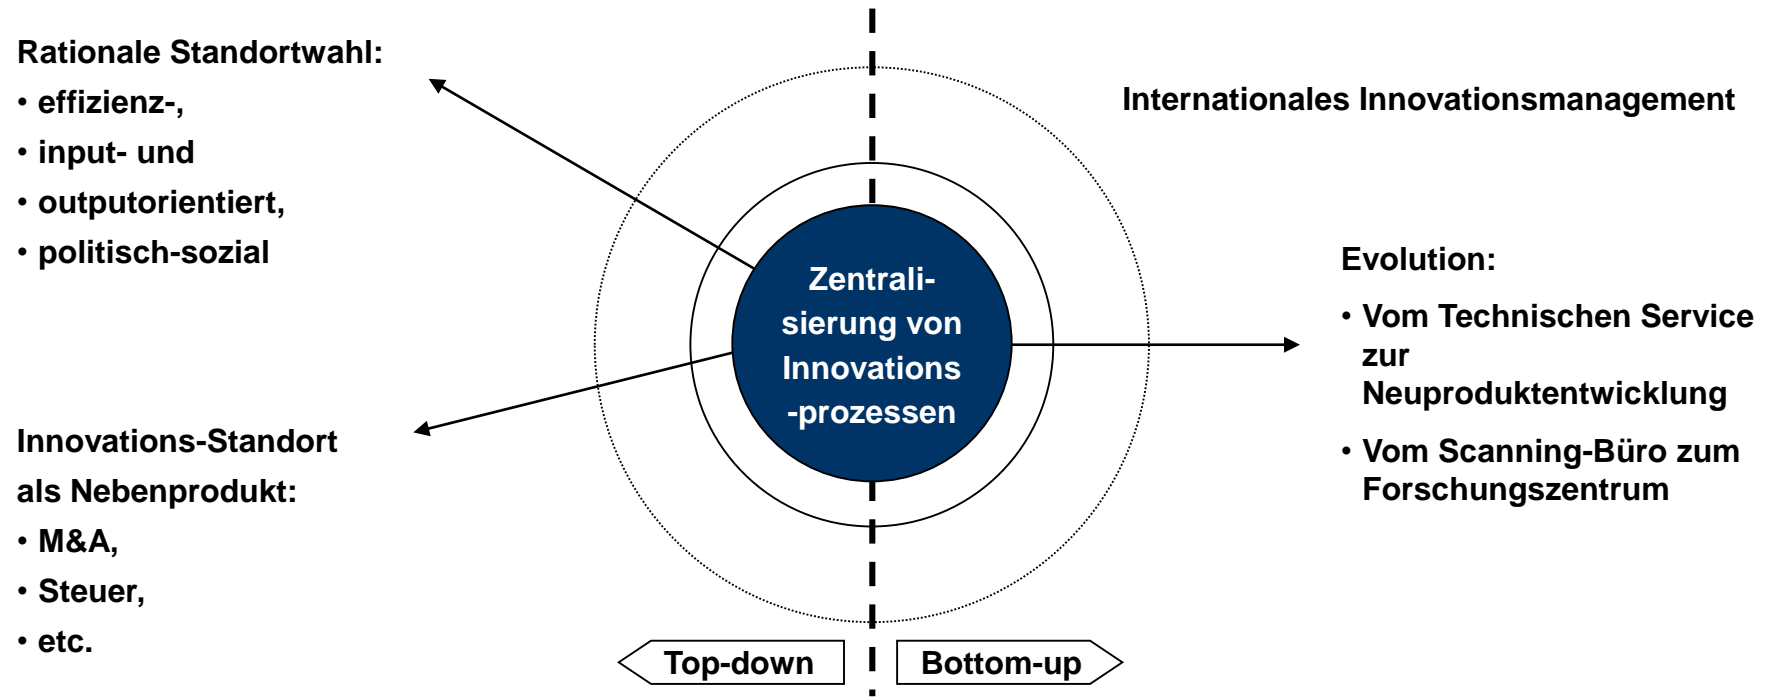 Rationale Standortwahl:
• effizienz-,
• input- und
• outputorientiert,
• politisch-sozial
Innovations-Standort
als Nebenprodukt:
• M&A,
• Steuer,
• etc.
Zentrali-
sierung von
Innovations
-prozessen
Top-down
Bottom-up
Internationales Innovationsmanagement
Evolution:
• Vom Technischen Service
zur
Neuproduktentwicklung
• Vom Scanning-Büro zum
Forschungszentrum